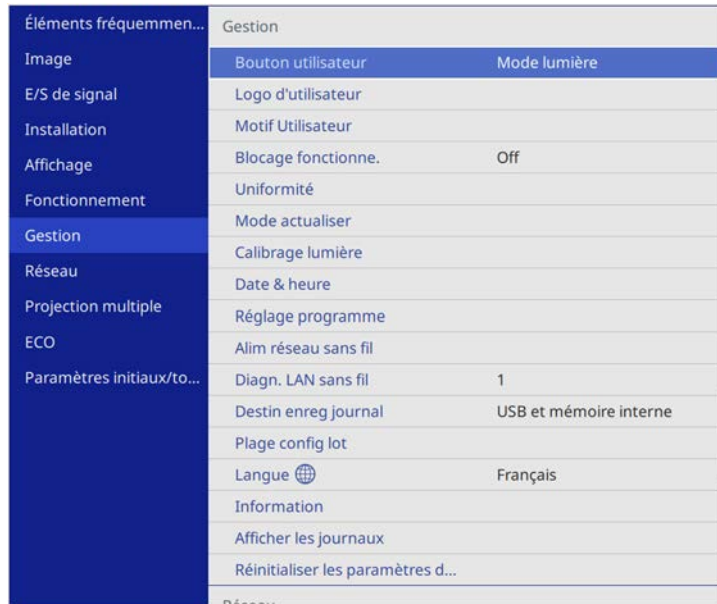 Éléments fréquemmen...
Image
E/S de signal
Installation
Affichage
Fonctionnement
Gestion
Réseau
Projection multiple
ECO
Paramètres initiaux/to...
Gestion
Bouton utilisateur Mode lumière
Logo d'utilisateur
Motif Utilisateur
Blocage fonctionne. Off
Uniformité
Mode actualiser
Calibrage lumière
Date & heure
Réglage programme
Alim réseau sans fil
Diagn. LAN sans fil 1
Destin enreg journal USB et mémoire interne
Plage config lot
Langue Français
Information
Afficher les journaux
Réinitialiser les paramètres d...
Réseau